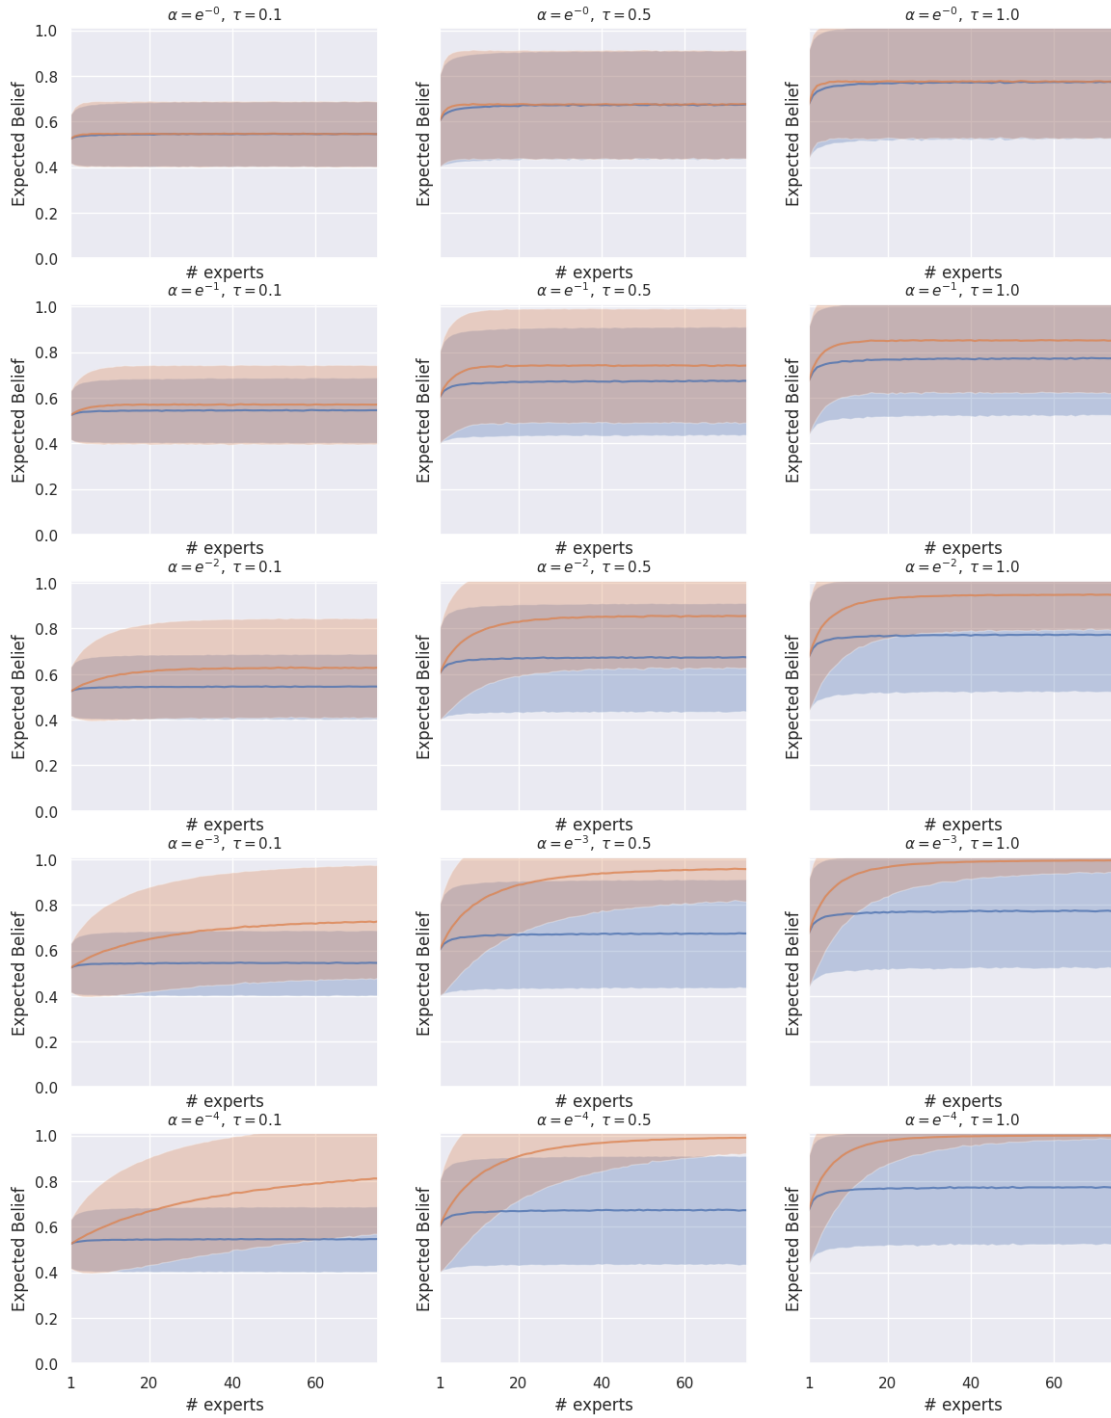 α = e⁻⁰, τ = 0.1
α = e⁻⁰, τ = 0.5
α = e⁻⁰, τ = 1.0
Expected Belief
Expected Belief
Expected Belief
1.0
0.8
0.6
0.4
0.2
0.0
# experts
# experts
# experts
α = e⁻¹, τ = 0.1
α = e⁻¹, τ = 0.5
α = e⁻¹, τ = 1.0
Expected Belief
Expected Belief
Expected Belief
1.0
0.8
0.6
0.4
0.2
0.0
# experts
# experts
# experts
α = e⁻², τ = 0.1
α = e⁻², τ = 0.5
α = e⁻², τ = 1.0
Expected Belief
Expected Belief
Expected Belief
1.0
0.8
0.6
0.4
0.2
0.0
# experts
# experts
# experts
α = e⁻³, τ = 0.1
α = e⁻³, τ = 0.5
α = e⁻³, τ = 1.0
Expected Belief
Expected Belief
Expected Belief
1.0
0.8
0.6
0.4
0.2
0.0
# experts
# experts
# experts
α = e⁻⁴, τ = 0.1
α = e⁻⁴, τ = 0.5
α = e⁻⁴, τ = 1.0
Expected Belief
Expected Belief
Expected Belief
1.0
0.8
0.6
0.4
0.2
0.0
1 20 40 60
1 20 40 60
1 20 40 60
# experts
# experts
# experts